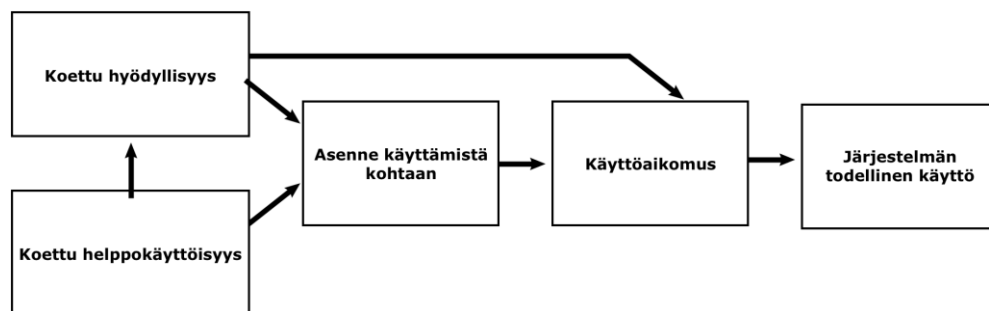 Koettu hyödyllisyys
Koettu helppokäyttöisyys
Asenne käyttämistä
kohtaan
Käyttöaikomus
Järjestelmän
todellinen käyttö